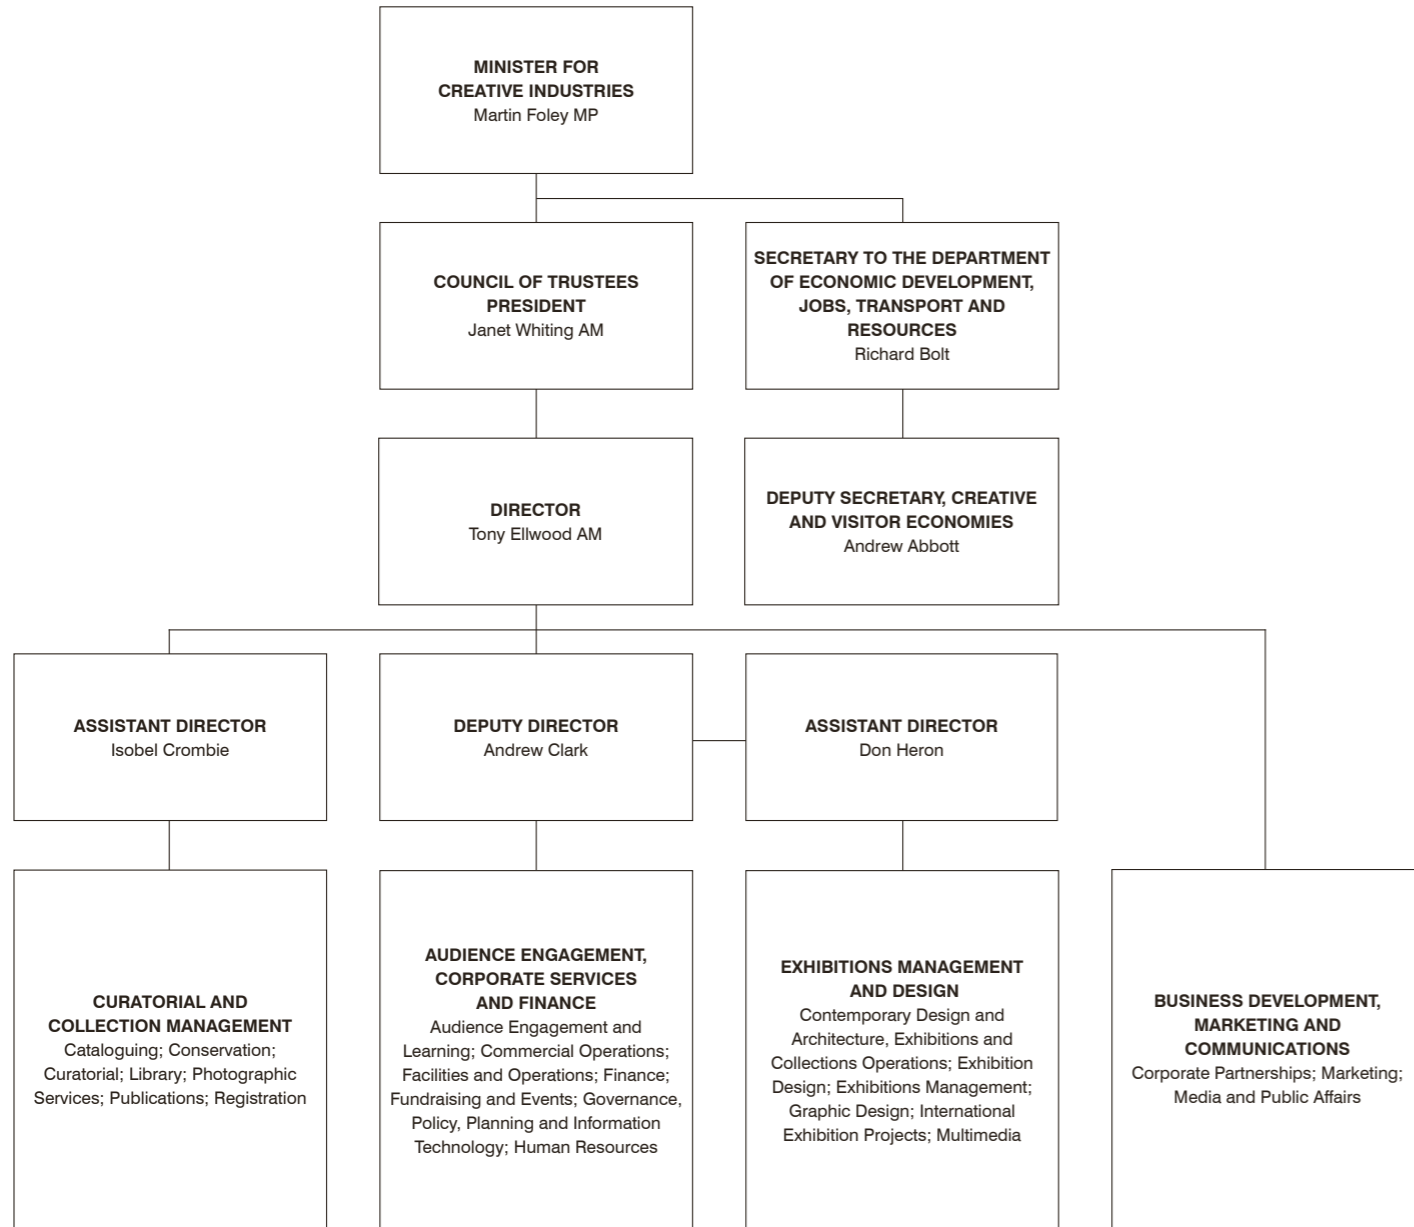 MINISTER FOR
CREATIVE INDUSTRIES
Martin Foley MP
COUNCIL OF TRUSTEES
PRESIDENT
Janet Whiting AM
SECRETARY TO THE DEPARTMENT
OF ECONOMIC DEVELOPMENT,
JOBS, TRANSPORT AND
RESOURCES
Richard Bolt
DIRECTOR
Tony Ellwood AM
DEPUTY SECRETARY, CREATIVE
AND VISITOR ECONOMIES
Andrew Abbott
ASSISTANT DIRECTOR
Isobel Crombie
DEPUTY DIRECTOR
Andrew Clark
ASSISTANT DIRECTOR
Don Heron
CURATORIAL AND
COLLECTION MANAGEMENT
Cataloguing; Conservation;
Curatorial; Library; Photographic
Services; Publications; Registration
AUDIENCE ENGAGEMENT,
CORPORATE SERVICES
AND FINANCE
Audience Engagement and
Learning; Commercial Operations;
Facilities and Operations; Finance;
Fundraising and Events; Governance,
Policy, Planning and Information
Technology; Human Resources
EXHIBITIONS MANAGEMENT
AND DESIGN
Contemporary Design and
Architecture, Exhibitions and
Collections Operations; Exhibition
Design; Exhibitions Management;
Graphic Design; International
Exhibition Projects; Multimedia
BUSINESS DEVELOPMENT,
MARKETING AND
COMMUNICATIONS
Corporate Partnerships; Marketing;
Media and Public Affairs